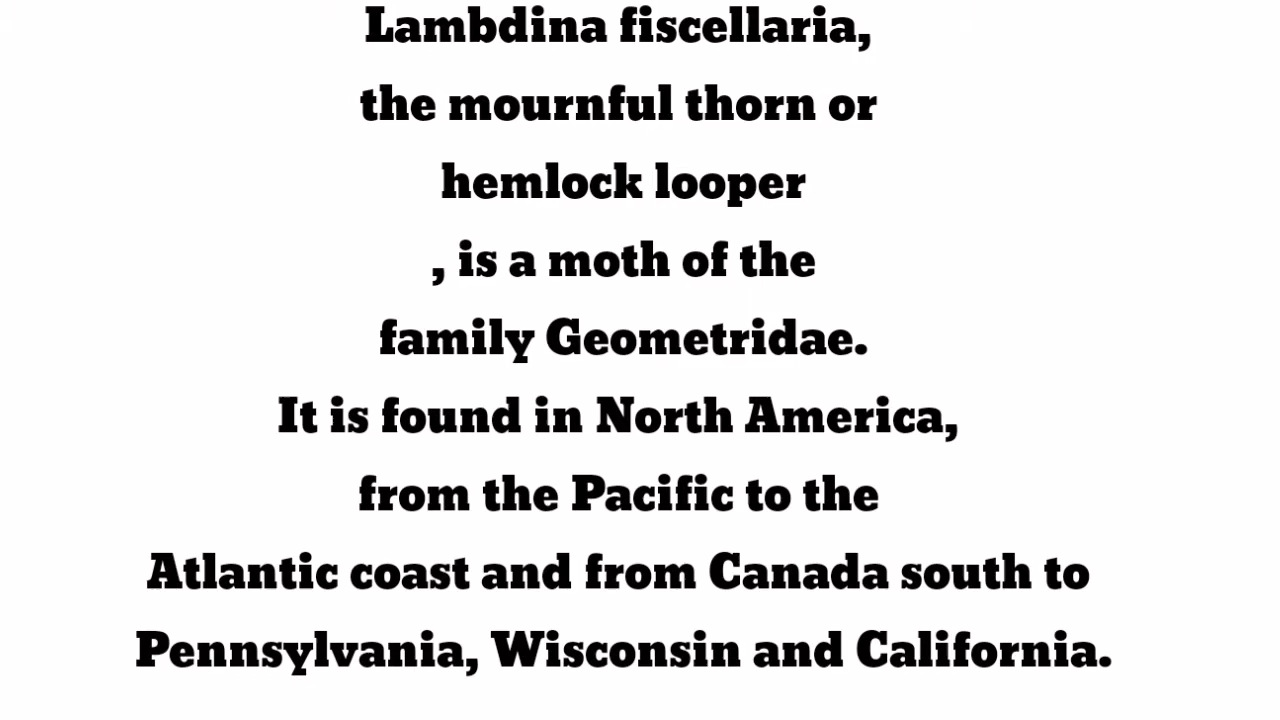 Lambdina fiscellaria,
the mournful thorn or
hemlock looper
, is a moth of the
family Geometridae.
It is found in North America,
from the Pacific to the
Atlantic coast and from Canada south to
Pennsylvania, Wisconsin and California.